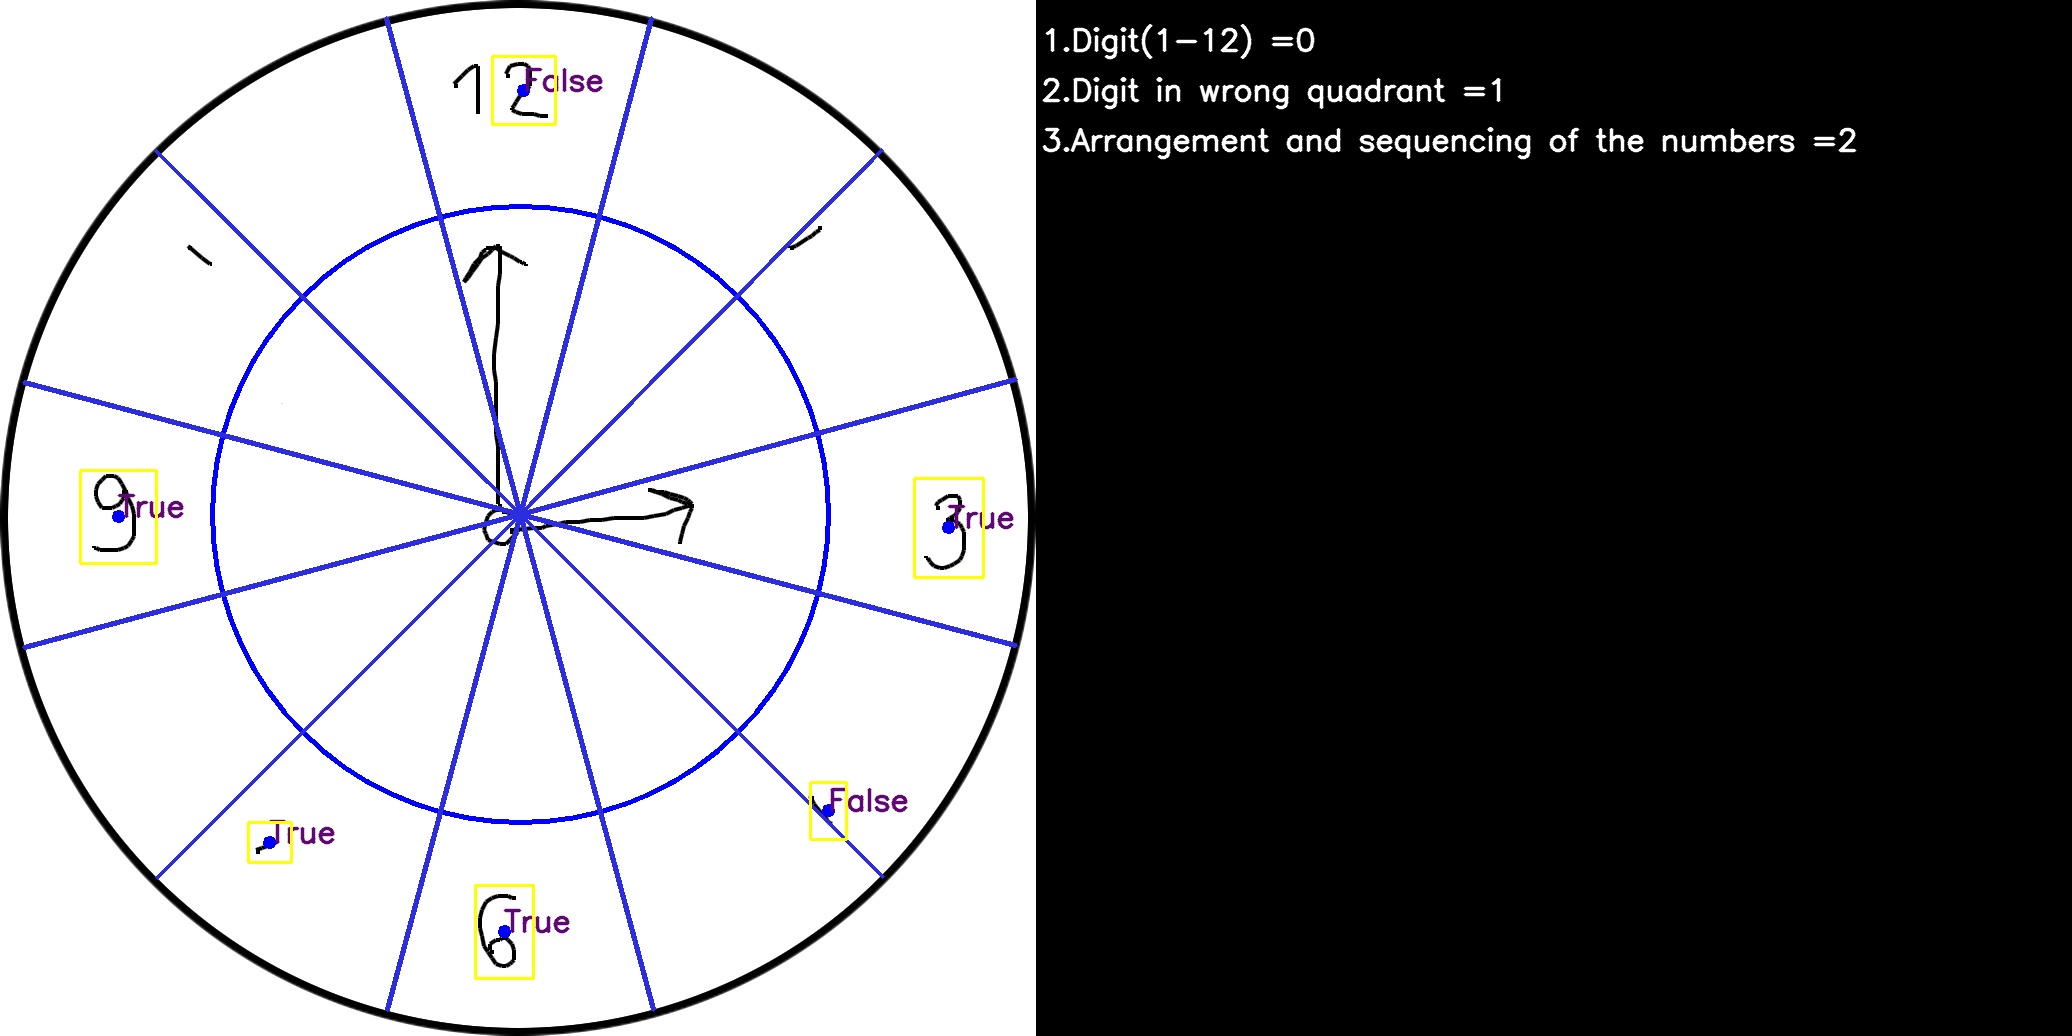 12 False
9 True
3 True
True
False
6 True
1.Digit(1-12) =0
2.Digit in wrong quadrant =1
3.Arrangement and sequencing of the numbers =2